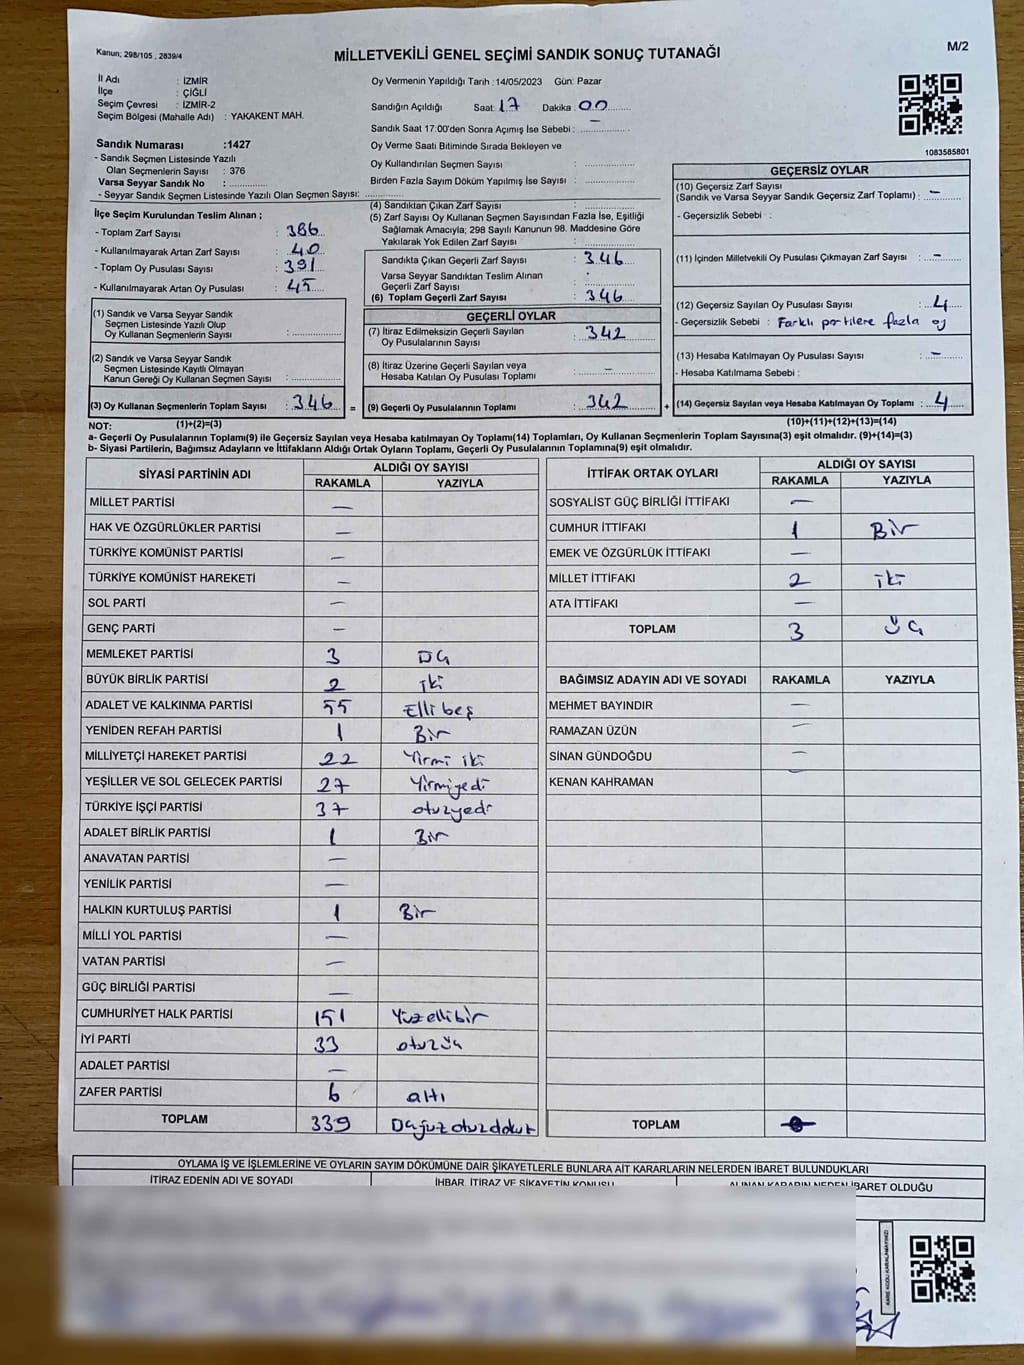 Kanun; 298/105 , 2839/4
MİLLETVEKİLİ GENEL SEÇİMİ SANDIK SONUÇ TUTANAĞI
M/2
İl Adı : İZMİR
İlçe : ÇİĞLİ
Seçim Çevresi : İZMİR-2
Seçim Bölgesi (Mahalle Adı) : YAKAKENT MAH.
Sandık Numarası :1427
- Sandık Seçmen Listesinde Yazılı
Olan Seçmenlerin Sayısı : 376
Varsa Seyyar Sandık No :
- Seyyar Sandık Seçmen Listesinde Yazılı Olan Seçmen Sayısı:
Oy Vermenin Yapıldığı Tarih :14/05/2023 Gün: Pazar
Sandığın Açıldığı Saat: 17 Dakika 00
Sandık Saat 17:00'den Sonra Açımış İse Sebebi : –
Oy Verme Saati Bitiminde Sırada Bekleyen ve
Oy Kullandırılan Seçmen Sayısı :
Birden Fazla Sayım Döküm Yapılmış İse Sayısı :
1083585801
İlçe Seçim Kurulundan Teslim Alınan ;
- Toplam Zarf Sayısı : 386
- Kullanılmayarak Artan Zarf Sayısı : 40
- Toplam Oy Pusulası Sayısı : 391
- Kullanılmayarak Artan Oy Pusulası : 45
(1) Sandık ve Varsa Seyyar Sandık
Seçmen Listesinde Yazılı Olup
Oy Kullanan Seçmenlerin Sayısı :
(2) Sandık ve Varsa Seyyar Sandık
Seçmen Listesinde Kayıtlı Olmayan
Kanun Gereği Oy Kullanan Seçmen Sayısı :
(3) Oy Kullanan Seçmenlerin Toplam Sayısı : 346
(1)+(2)=(3)
(4) Sandıktan Çıkan Zarf Sayısı :
(5) Zarf Sayısı Oy Kullanan Seçmen Sayısından Fazla İse, Eşitliği
Sağlamak Amacıyla; 298 Sayılı Kanunun 98. Maddesine Göre
Yakılarak Yok Edilen Zarf Sayısı :
Sandıkta Çıkan Geçerli Zarf Sayısı : 346
Varsa Seyyar Sandıktan Teslim Alınan
Geçerli Zarf Sayısı :
(6) Toplam Geçerli Zarf Sayısı : 346
GEÇERLİ OYLAR
(7) İtiraz Edilmeksizin Geçerli Sayılan
Oy Pusulalarının Sayısı : 342
(8) İtiraz Üzerine Geçerli Sayılan veya
Hesaba Katılan Oy Pusulası Toplamı : –
= (9) Geçerli Oy Pusulalarının Toplamı : 342 +
GEÇERSİZ OYLAR
(10) Geçersiz Zarf Sayısı
(Sandık ve Varsa Seyyar Sandık Geçersiz Zarf Toplamı) : –
- Geçersizlik Sebebi :
(11) İçinden Milletvekili Oy Pusulası Çıkmayan Zarf Sayısı : –
(12) Geçersiz Sayılan Oy Pusulası Sayısı : 4
- Geçersizlik Sebebi : Farklı partilere fazla oy
(13) Hesaba Katılmayan Oy Pusulası Sayısı : –
- Hesaba Katılmama Sebebi :
(14) Geçersiz Sayılan veya Hesaba Katılmayan Oy Toplamı : 4
(10)+(11)+(12)+(13)=(14)
NOT:
a- Geçerli Oy Pusulaları Toplamı(9) ile Geçersiz Sayılan veya Hesaba katılmayan Oy Toplamı(14) Toplamları, Oy Kullanan Seçmenlerin Toplam Sayısına(3) eşit olmalıdır. (9)+(14)=(3)
b- Siyasi Partilerin, Bağımsız Adayların ve İttifakların Aldığı Ortak Oyların Toplamı, Geçerli Oy Pusulalarının Toplamına(9) eşit olmalıdır.
SİYASİ PARTİNİN ADI ALDIĞI OY SAYISI
RAKAMLA YAZIYLA
MİLLET PARTİSİ –
HAK VE ÖZGÜRLÜKLER PARTİSİ –
TÜRKİYE KOMÜNİST PARTİSİ –
TÜRKİYE KOMÜNİST HAREKETİ –
SOL PARTİ –
GENÇ PARTİ –
MEMLEKET PARTİSİ 3 Üç
BÜYÜK BİRLİK PARTİSİ 2 iki
ADALET VE KALKINMA PARTİSİ 55 Elli beş
YENİDEN REFAH PARTİSİ 1 Bir
MİLLİYETÇİ HAREKET PARTİSİ 22 Yirmi iki
YEŞİLLER VE SOL GELECEK PARTİSİ 27 Yirmiyedi
TÜRKİYE İŞÇİ PARTİSİ 37 otuzyedi
ADALET BİRLİK PARTİSİ 1 Bir
ANAVATAN PARTİSİ –
YENİLİK PARTİSİ –
HALKIN KURTULUŞ PARTİSİ 1 Bir
MİLLİ YOL PARTİSİ –
VATAN PARTİSİ –
GÜÇ BİRLİĞİ PARTİSİ –
CUMHURİYET HALK PARTİSİ 151 Yüzellibir
İYİ PARTİ 33 otuzüç
ADALET PARTİSİ –
ZAFER PARTİSİ 6 altı
TOPLAM 339 Üçyüzotuzdokuz
İTTİFAK ORTAK OYLARI ALDIĞI OY SAYISI
RAKAMLA YAZIYLA
SOSYALİST GÜÇ BİRLİĞİ İTTİFAKI –
CUMHUR İTTİFAKI 1 Bir
EMEK VE ÖZGÜRLÜK İTTİFAKI –
MİLLET İTTİFAKI 2 iki
ATA İTTİFAKI –
TOPLAM 3 Üç
BAĞIMSIZ ADAYIN ADI VE SOYADI RAKAMLA YAZIYLA
MEHMET BAYINDIR –
RAMAZAN ÜZÜN –
SİNAN GÜNDOĞDU –
KENAN KAHRAMAN
TOPLAM
OYLAMA İŞ VE İŞLEMLERİNE VE OYLARIN SAYIM DÖKÜMÜNE DAİR ŞİKAYETLERLE BUNLARA AİT KARARLARIN NELERDEN İBARET BULUNDUKLARI
İTİRAZ EDENİN ADI VE SOYADI
İHBAR, İTİRAZ VE ŞİKAYETİN KONUSU
ALINAN KARARIN NEDEN İBARET OLDUĞU